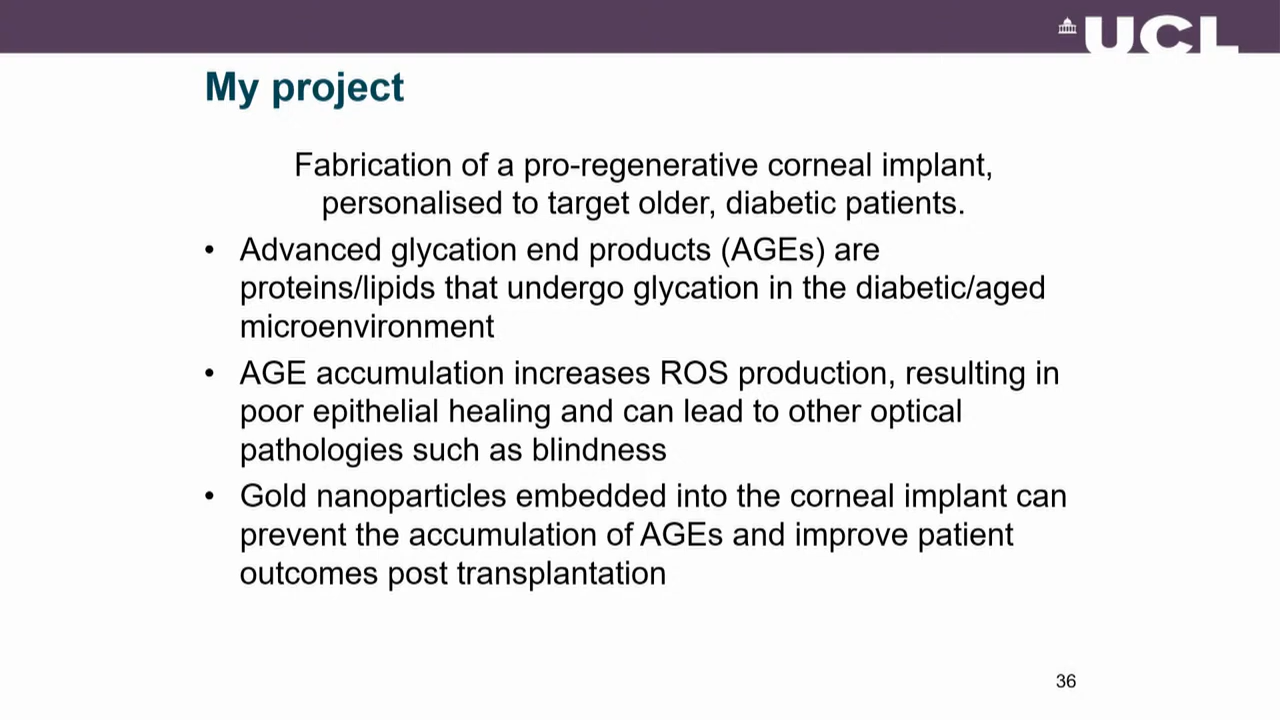 UCL
My project
Fabrication of a pro-regenerative corneal implant,
personalised to target older, diabetic patients.
• Advanced glycation end products (AGEs) are
proteins/lipids that undergo glycation in the diabetic/aged
microenvironment
• AGE accumulation increases ROS production, resulting in
poor epithelial healing and can lead to other optical
pathologies such as blindness
• Gold nanoparticles embedded into the corneal implant can
prevent the accumulation of AGEs and improve patient
outcomes post transplantation
36